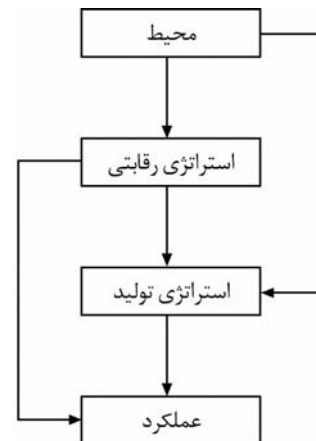 محیط
استراتژی رقابتی
استراتژی تولید
عملکرد